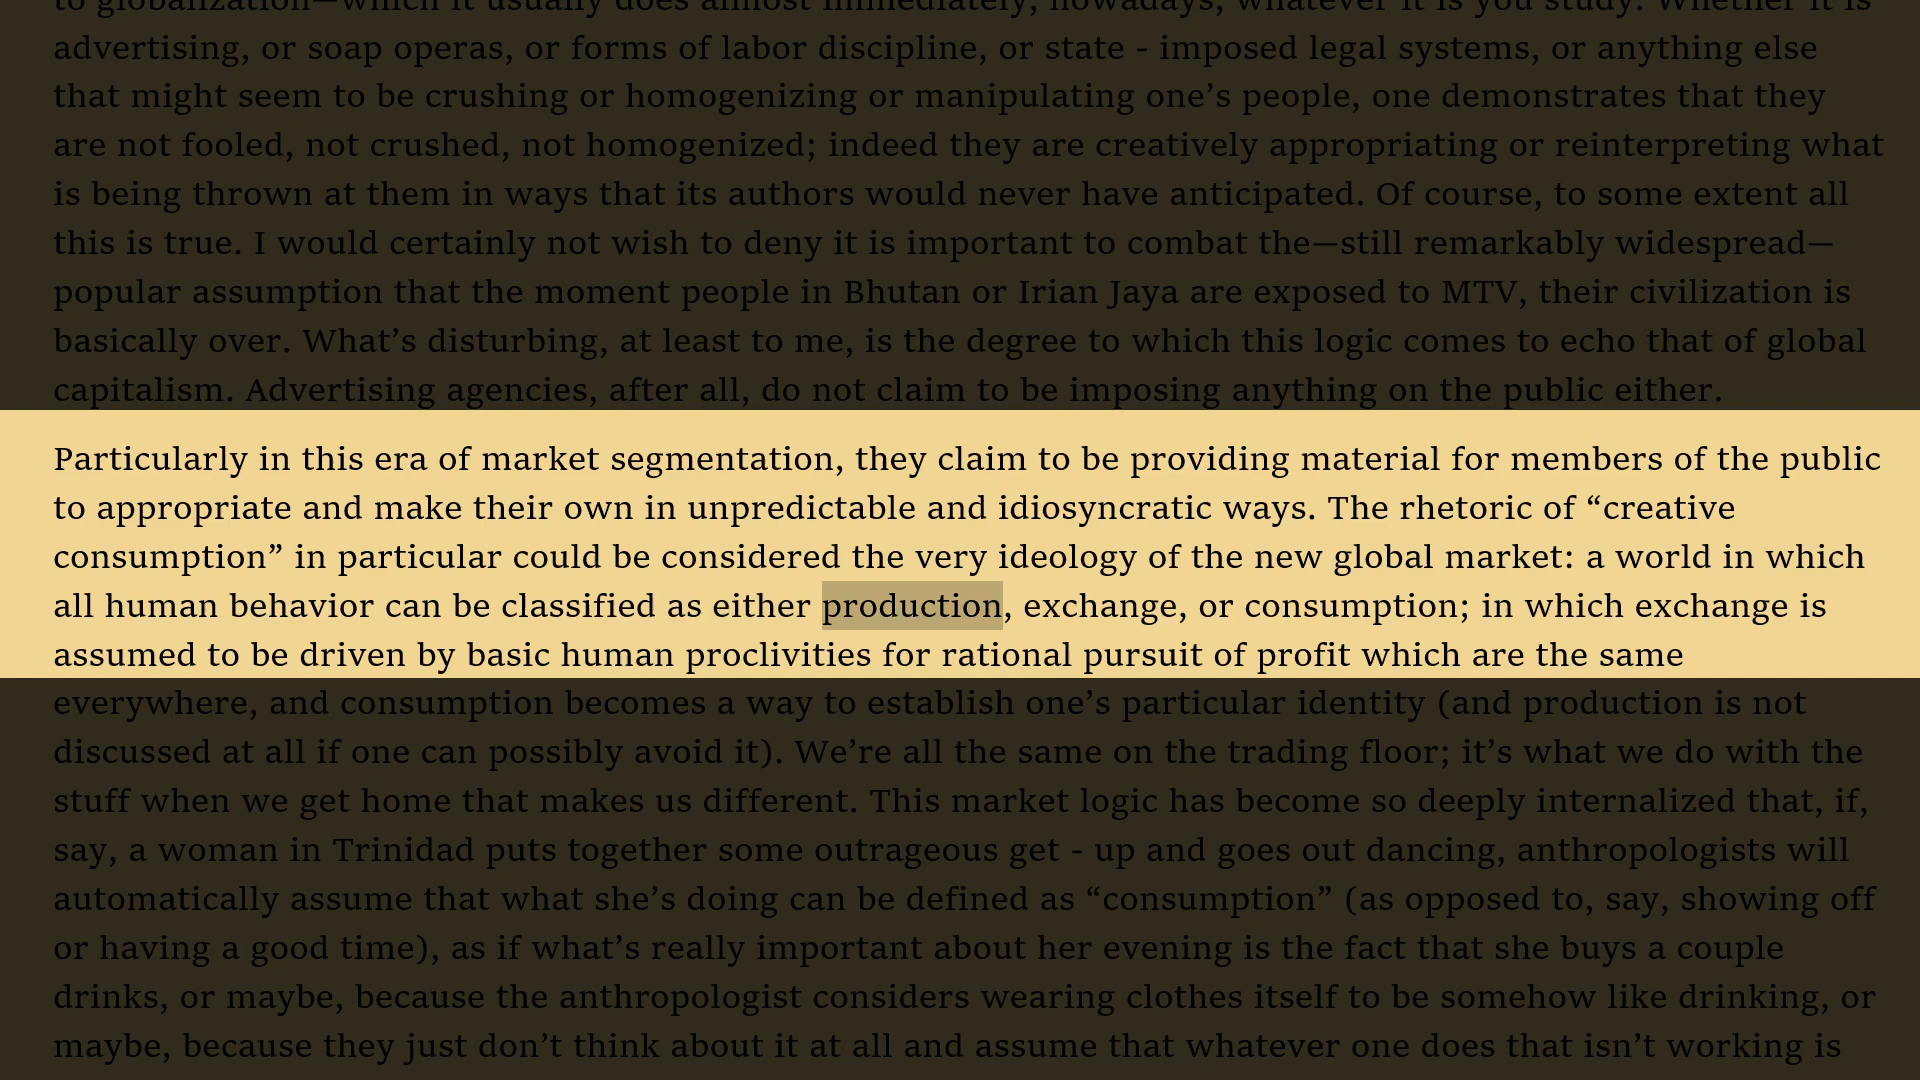 to globalization—which it usually does almost immediately, nowadays, whatever it is you study. Whether it is
advertising, or soap operas, or forms of labor discipline, or state - imposed legal systems, or anything else
that might seem to be crushing or homogenizing or manipulating one’s people, one demonstrates that they
are not fooled, not crushed, not homogenized; indeed they are creatively appropriating or reinterpreting what
is being thrown at them in ways that its authors would never have anticipated. Of course, to some extent all
this is true. I would certainly not wish to deny it is important to combat the—still remarkably widespread—
popular assumption that the moment people in Bhutan or Irian Jaya are exposed to MTV, their civilization is
basically over. What’s disturbing, at least to me, is the degree to which this logic comes to echo that of global
capitalism. Advertising agencies, after all, do not claim to be imposing anything on the public either.
Particularly in this era of market segmentation, they claim to be providing material for members of the public
to appropriate and make their own in unpredictable and idiosyncratic ways. The rhetoric of “creative
consumption” in particular could be considered the very ideology of the new global market: a world in which
all human behavior can be classified as either production, exchange, or consumption; in which exchange is
assumed to be driven by basic human proclivities for rational pursuit of profit which are the same
everywhere, and consumption becomes a way to establish one’s particular identity (and production is not
discussed at all if one can possibly avoid it). We’re all the same on the trading floor; it’s what we do with the
stuff when we get home that makes us different. This market logic has become so deeply internalized that, if,
say, a woman in Trinidad puts together some outrageous get - up and goes out dancing, anthropologists will
automatically assume that what she’s doing can be defined as “consumption” (as opposed to, say, showing off
or having a good time), as if what’s really important about her evening is the fact that she buys a couple
drinks, or maybe, because the anthropologist considers wearing clothes itself to be somehow like drinking, or
maybe, because they just don’t think about it at all and assume that whatever one does that isn’t working is